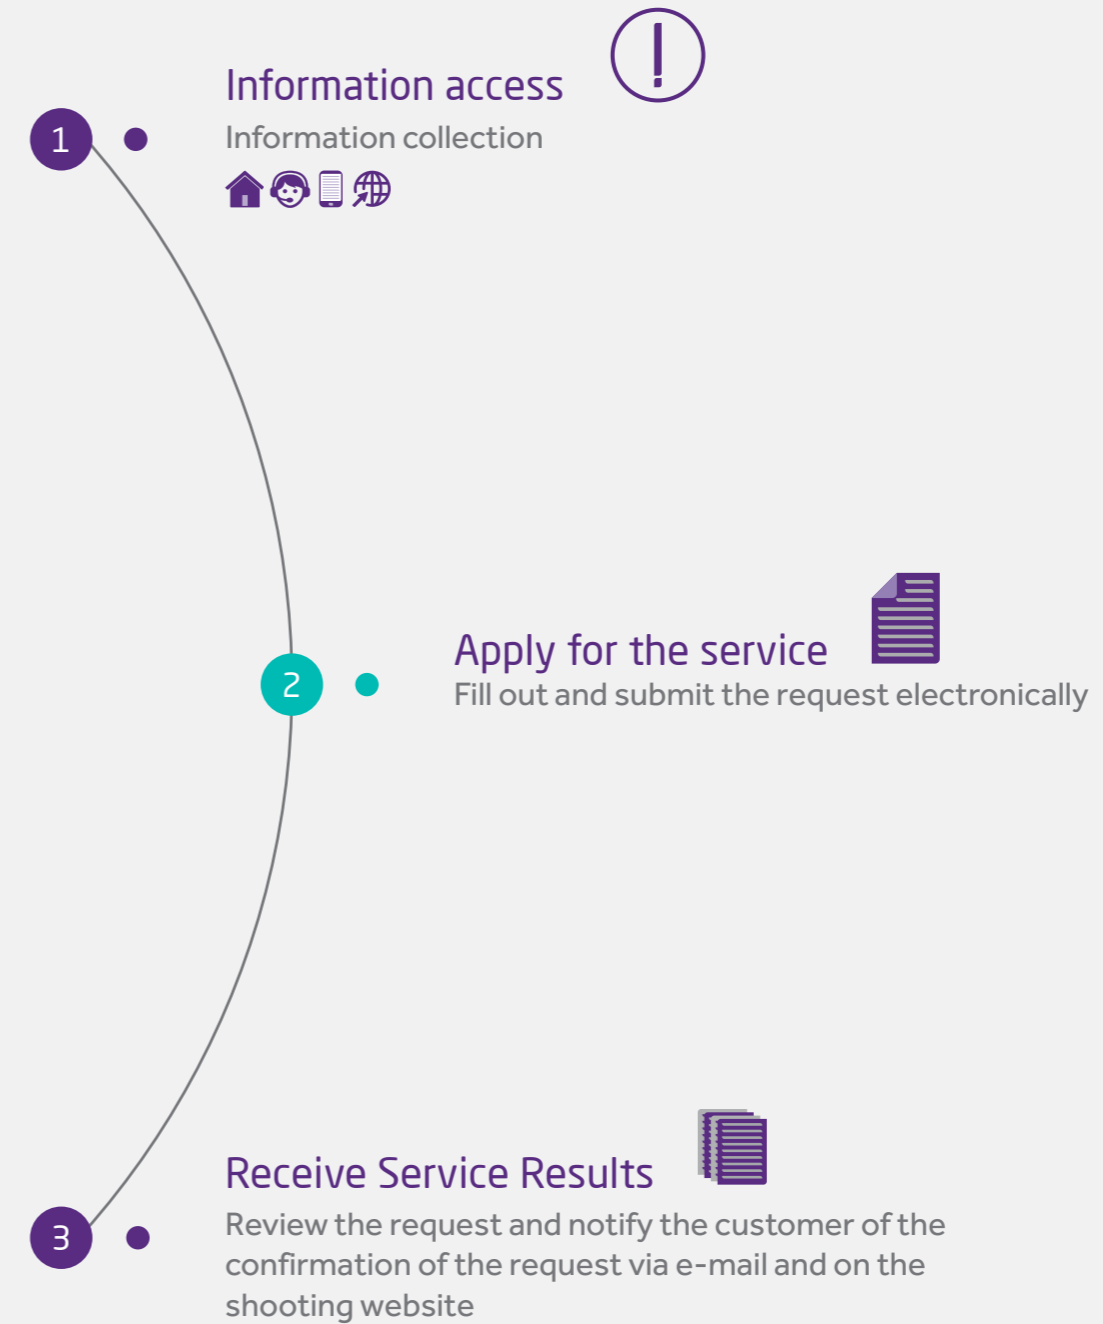 1
Information access
Information collection
2
Apply for the service
Fill out and submit the request electronically
3
Receive Service Results
Review the request and notify the customer of the
confirmation of the request via e-mail and on the
shooting website